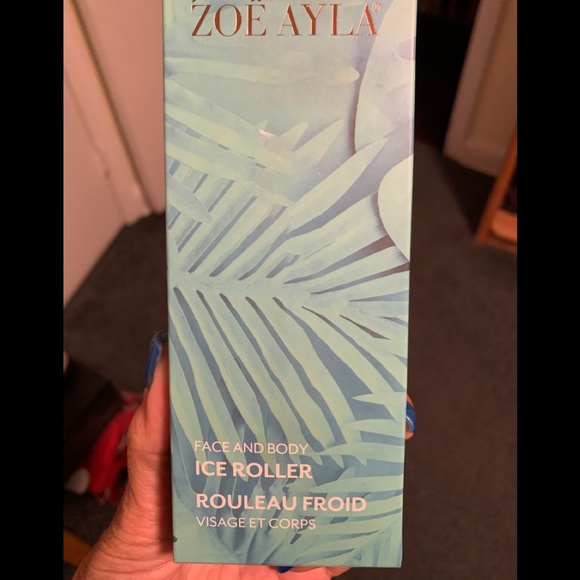 ZOË AYLA®
FACE AND BODY
ICE ROLLER
ROULEAU FROID
VISAGE ET CORPS